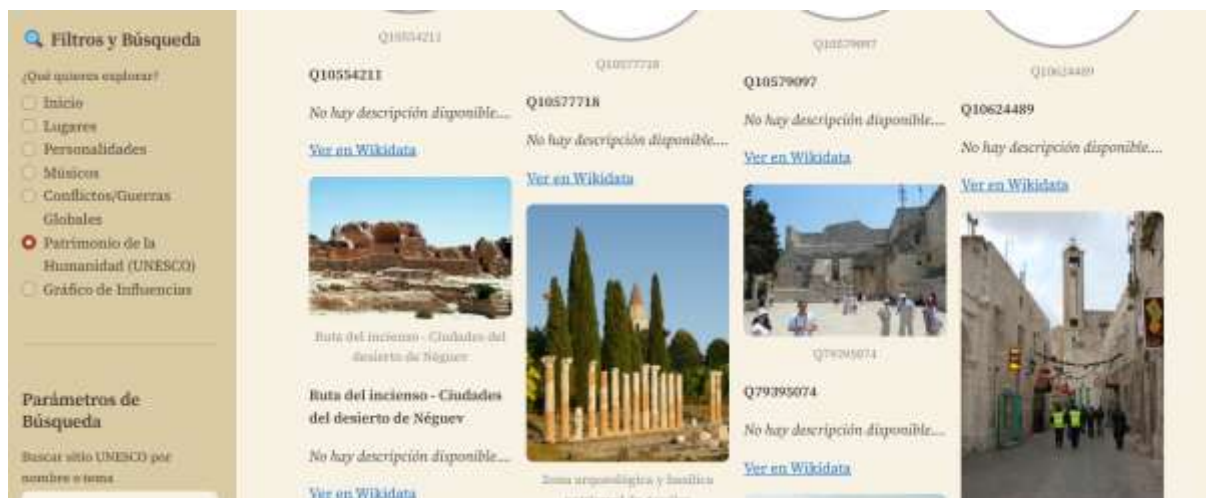 Filtros y Búsqueda
¿Qué quieres explorar?
Inicio
Lugares
Personalidades
Músicos
Conflictos/Guerras
Globales
Patrimonio de la
Humanidad (UNESCO)
Gráfico de Influencias
Parámetros de
Búsqueda
Buscar sitio UNESCO por
nombre o tema
Q10554211
Q10554211
No hay descripción disponible....
Ver en Wikidata
Ruta del incienso - Ciudades del
desierto de Néguev
Ruta del incienso - Ciudades
del desierto de Néguev
No hay descripción disponible....
Ver en Wikidata
Q10577718
Q10577718
No hay descripción disponible....
Ver en Wikidata
Zona arqueológica y basílica
Q10579097
Q10579097
No hay descripción disponible....
Ver en Wikidata
Q79395074
Q79395074
No hay descripción disponible....
Ver en Wikidata
Q10624489
Q10624489
No hay descripción disponible....
Ver en Wikidata